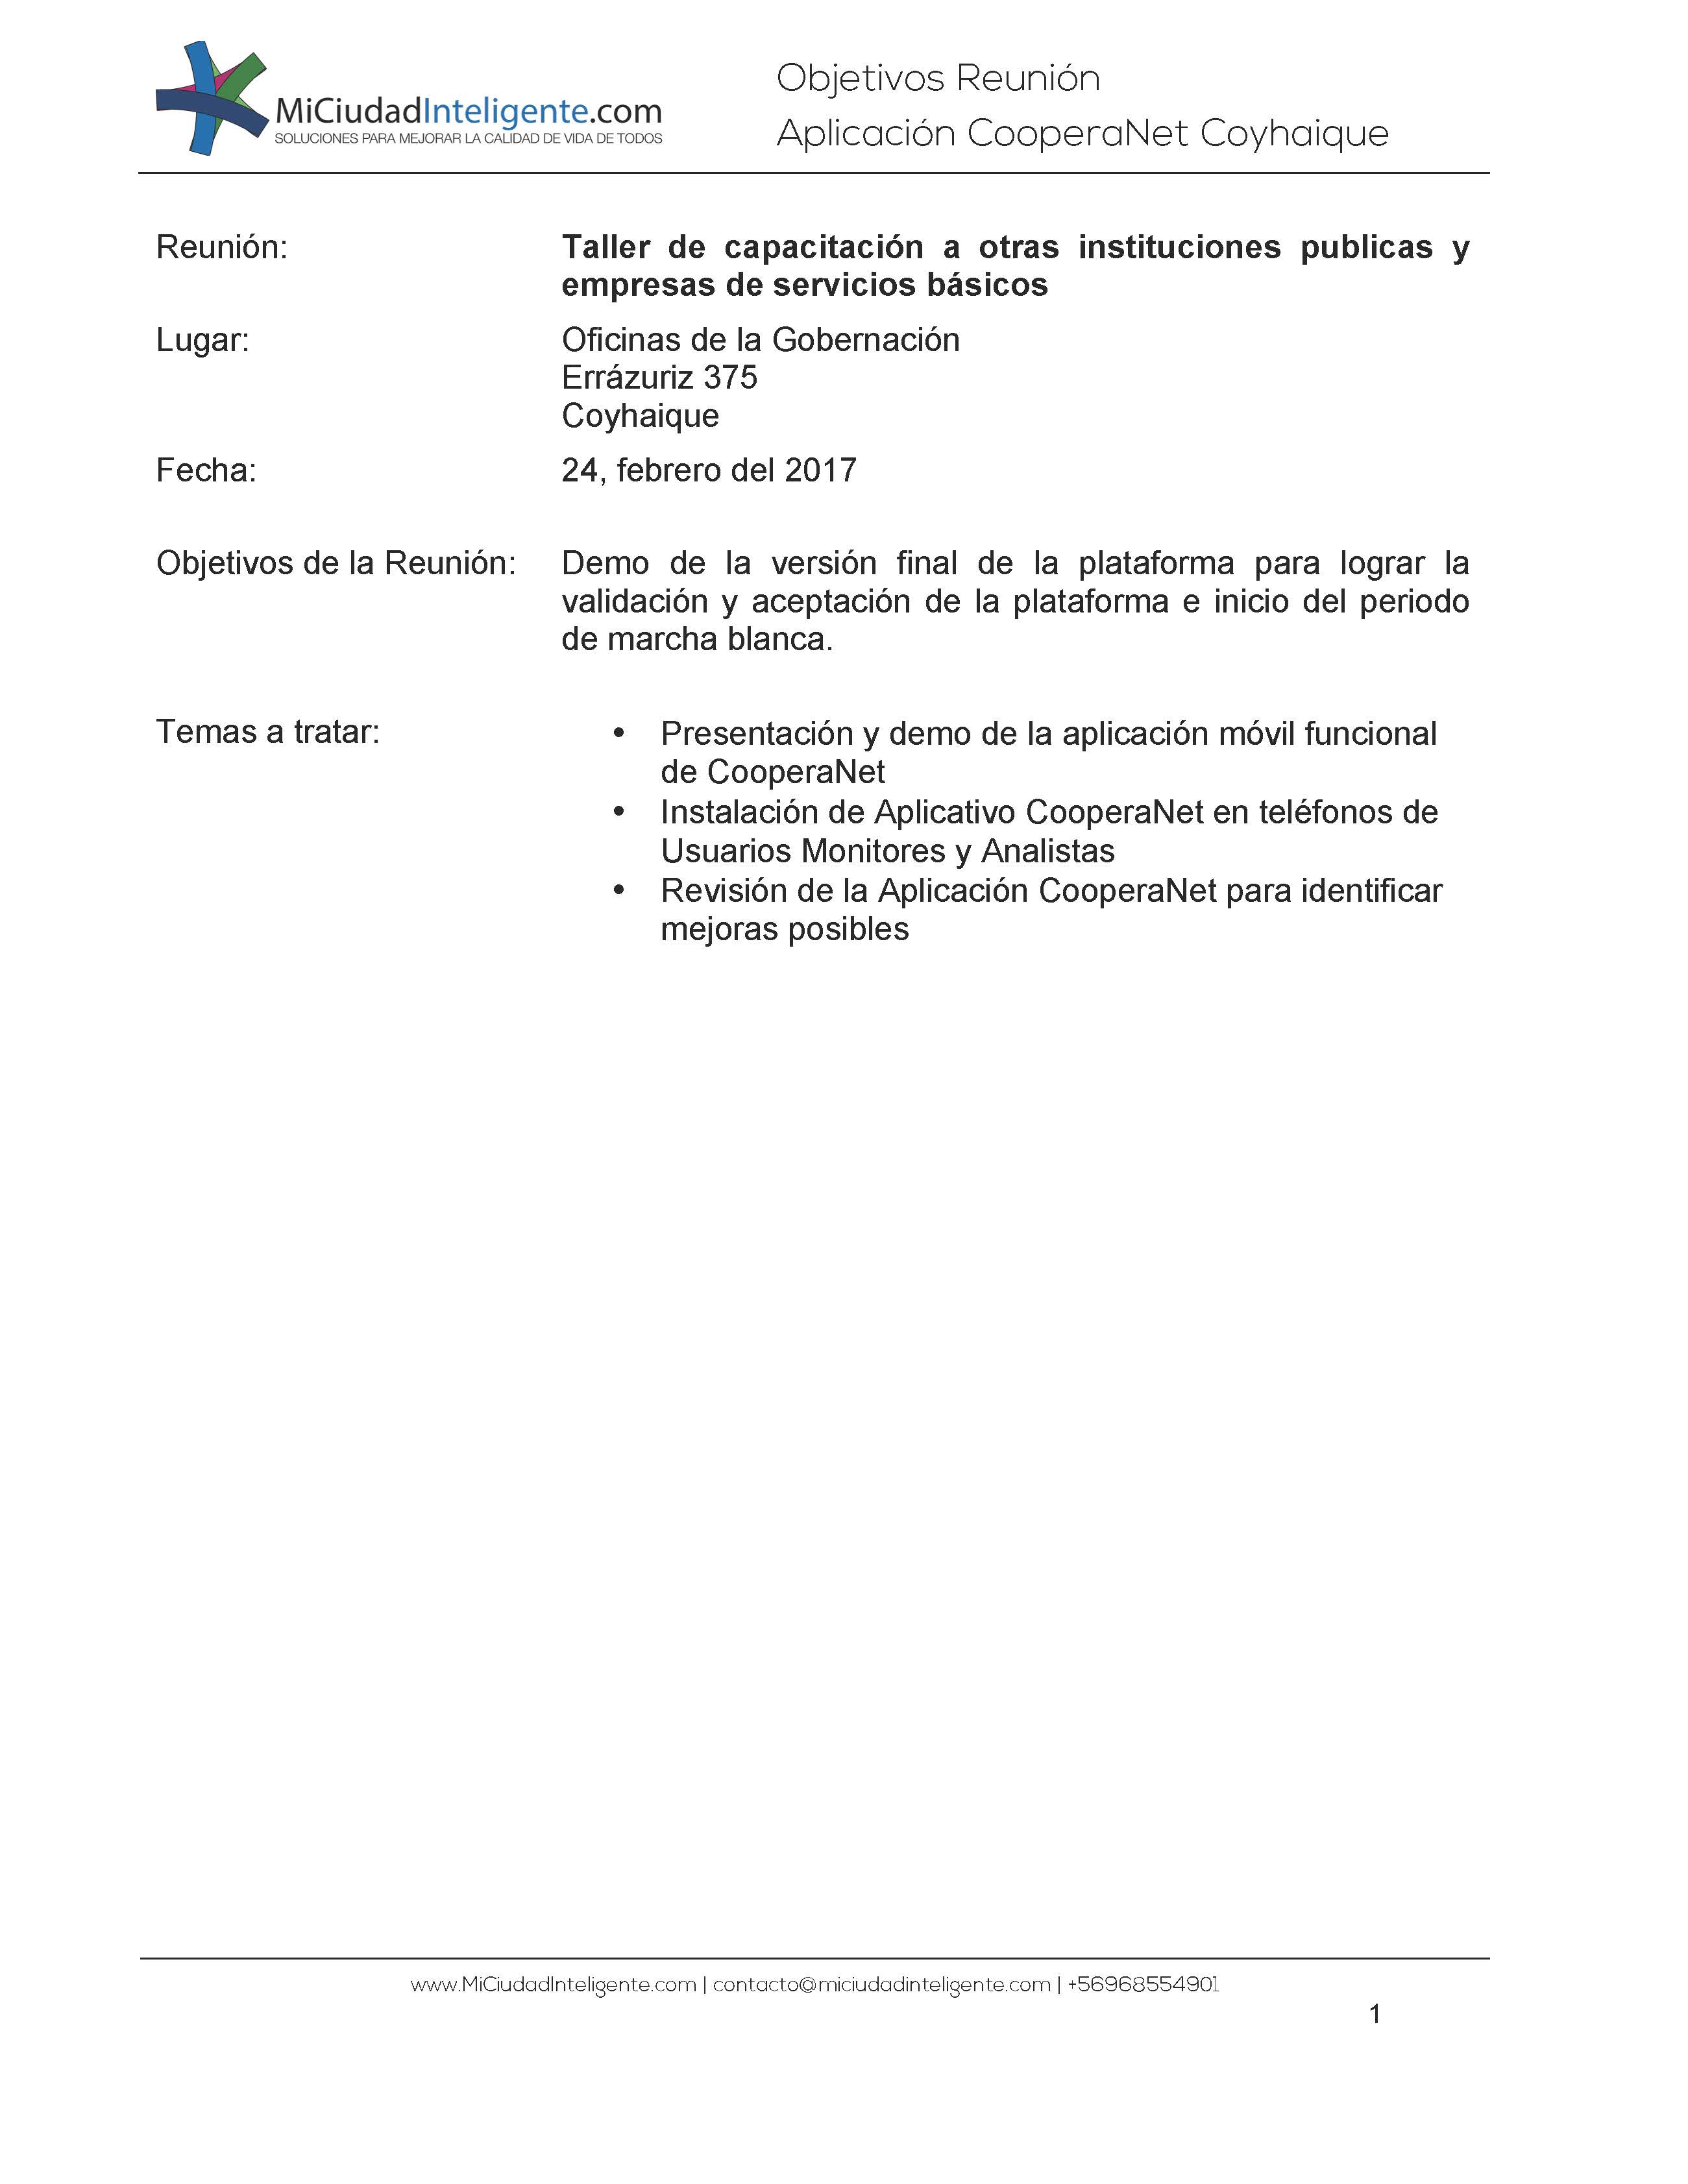 MiCiudadInteligente.com
SOLUCIONES PARA MEJORAR LA CALIDAD DE VIDA DE TODOS
Objetivos Reunión
Aplicación CooperaNet Coyhaique
Reunión:
Taller de capacitación a otras instituciones publicas y
empresas de servicios básicos
Lugar:
Oficinas de la Gobernación
Errázuriz 375
Coyhaique
Fecha:
24, febrero del 2017
Objetivos de la Reunión:
Demo de la versión final de la plataforma para lograr la
validación y aceptación de la plataforma e inicio del periodo
de marcha blanca.
Temas a tratar:
• Presentación y demo de la aplicación móvil funcional
de CooperaNet
• Instalación de Aplicativo CooperaNet en teléfonos de
Usuarios Monitores y Analistas
• Revisión de la Aplicación CooperaNet para identificar
mejoras posibles
www.MiCiudadInteligente.com | contacto@miciudadinteligente.com | +56968554901
1